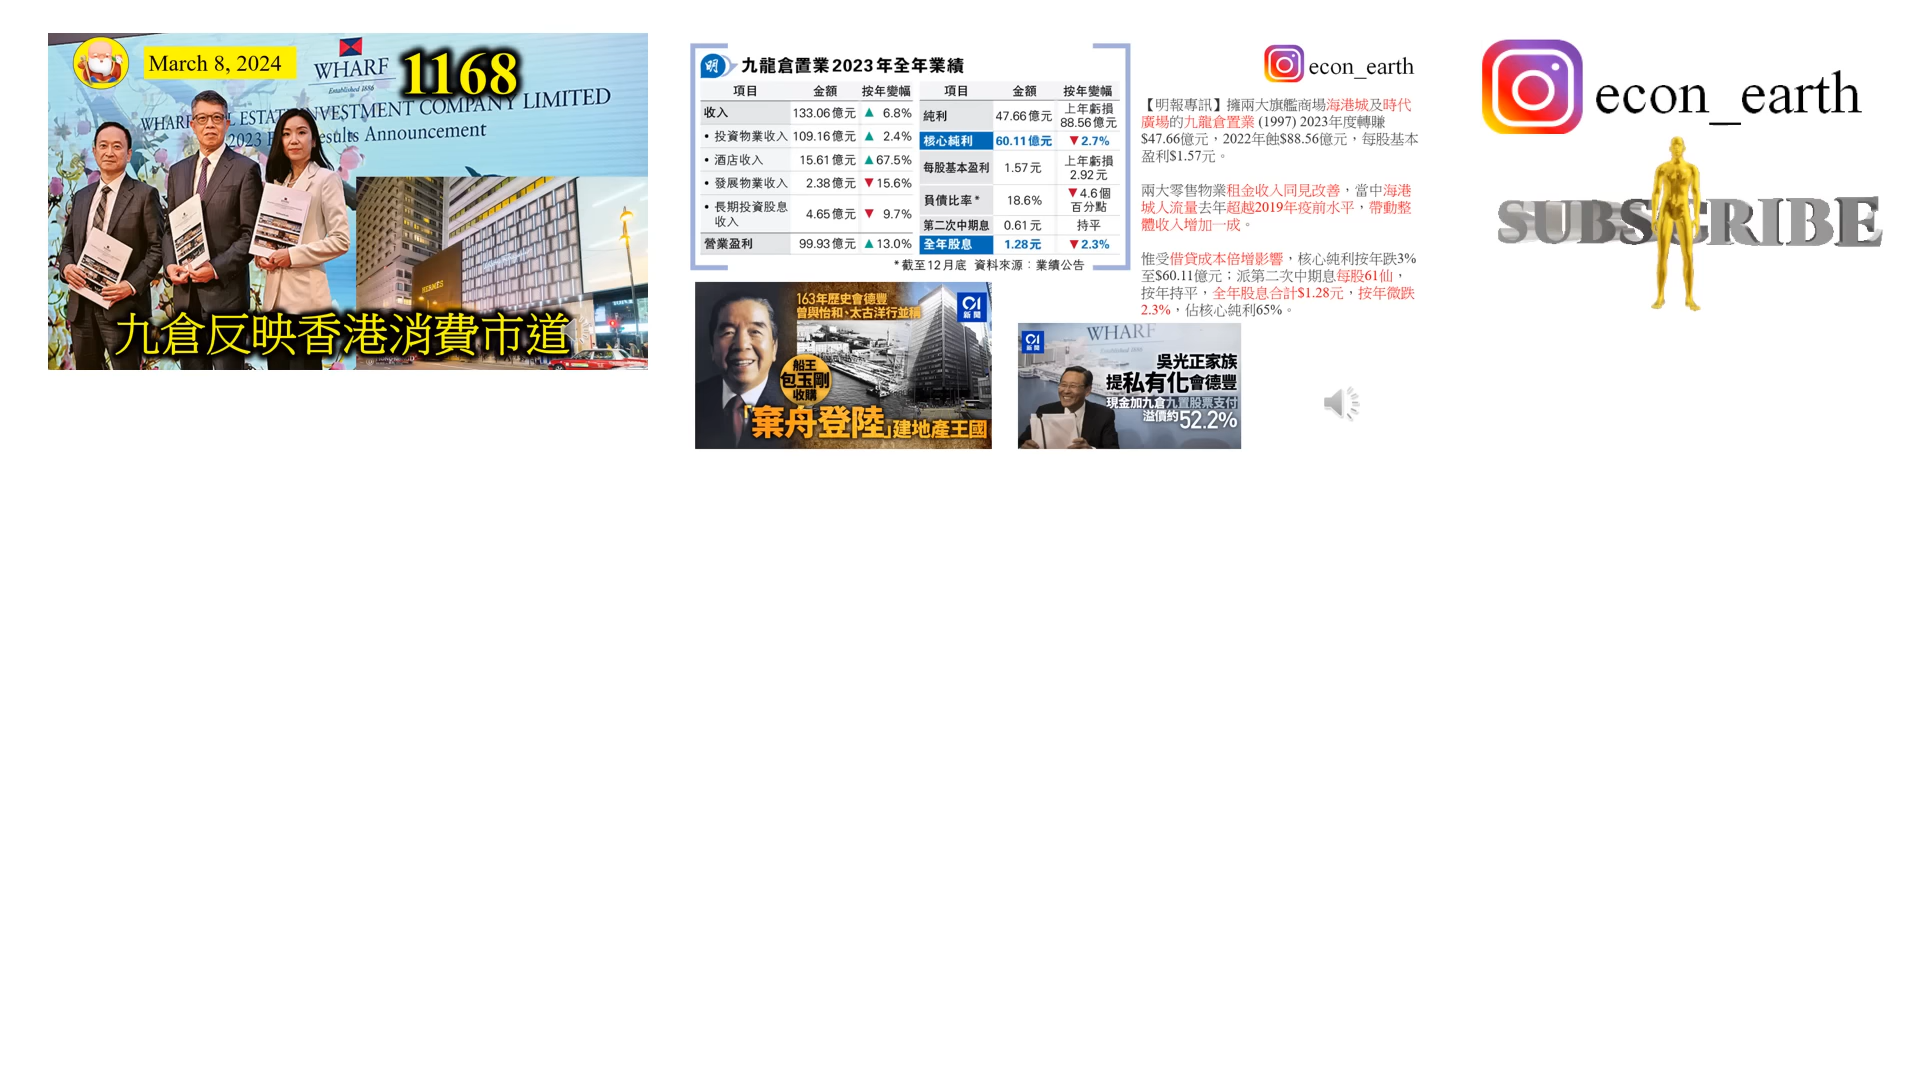 March 8, 2024
WHARF
Established 1886
1168
WHARF REAL ESTATE INVESTMENT COMPANY LIMITED
2023 Results Announcement
HERMÈS
九倉反映香港消費市道
明
九龍倉置業2023年全年業績
項目 金額 按年變幅
收入 133.06億元 ▲ 6.8%
• 投資物業收入 109.16億元 ▲ 2.4%
• 酒店收入 15.61億元 ▲67.5%
• 發展物業收入 2.38億元 ▼15.6%
• 長期投資股息收入 4.65億元 ▼ 9.7%
營業盈利 99.93億元 ▲13.0%
項目 金額 按年變幅
純利 47.66億元 上年虧損88.56億元
核心純利 60.11億元 ▼2.7%
每股基本盈利 1.57元 上年虧損2.92元
負債比率* 18.6% ▼4.6個百分點
第二次中期息 0.61元 持平
全年股息 1.28元 ▼2.3%
*截至12月底 資料來源︰業績公告
163年歷史會德豐
曾與怡和、太古洋行並稱
01
新聞
船王
包玉剛
收購
「棄舟登陸」建地產王國
econ_earth
【明報專訊】擁兩大旗艦商場海港城及時代
廣場的九龍倉置業 (1997) 2023年度轉賺
$47.66億元，2022年蝕$88.56億元，每股基本
盈利$1.57元。
兩大零售物業租金收入同見改善，當中海港
城人流量去年超越2019年疫前水平，帶動整
體收入增加一成。
惟受借貸成本倍增影響，核心純利按年跌3%
至$60.11億元；派第二次中期息每股61仙，
按年持平，全年股息合計$1.28元，按年微跌
2.3%，佔核心純利65%。
01
新聞
WHARF
Established 1886
吳光正家族
提私有化會德豐
現金加九倉九置股票支付
溢價約52.2%
econ_earth
SUBSCRIBE